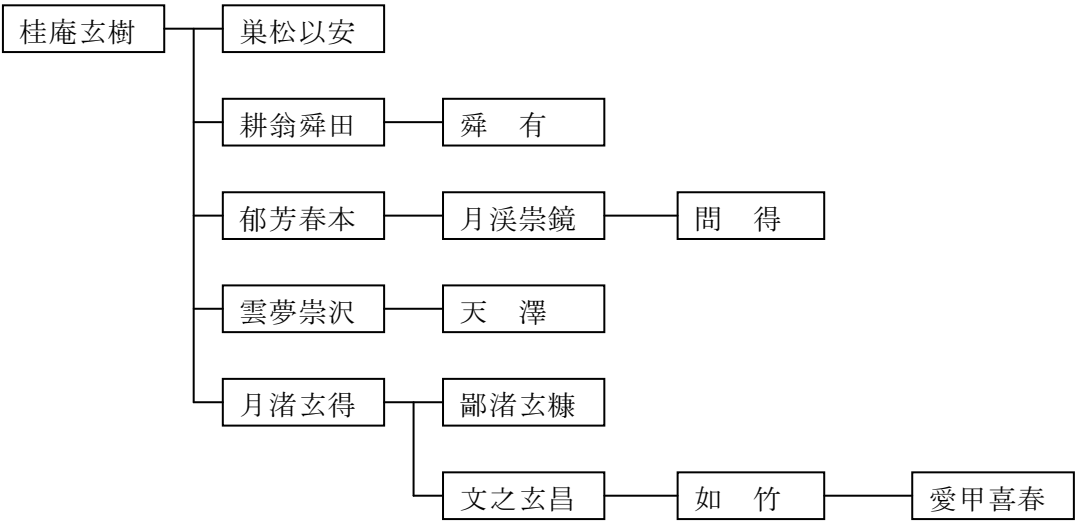 桂庵玄樹 巣松以安
耕翁舜田 舜　有
郁芳春本 月渓崇鏡 問　得
雲夢崇沢 天　澤
月渚玄得 鄙渚玄糠
文之玄昌 如　竹 愛甲喜春